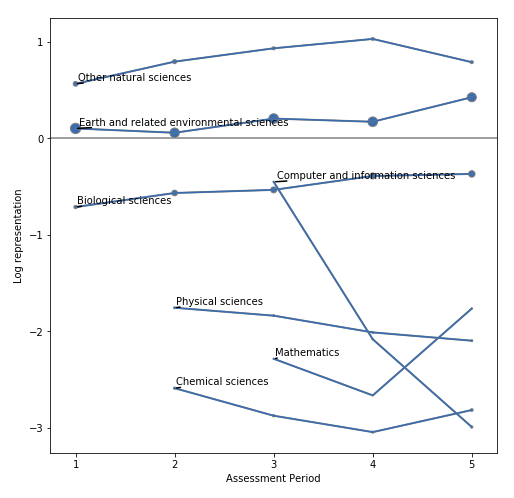 1
Other natural sciences
Earth and related environmental sciences
0
Computer and information sciences
Biological sciences
−1
Log representation
Physical sciences
−2
Mathematics
Chemical sciences
−3
1 2 3 4 5
Assessment Period